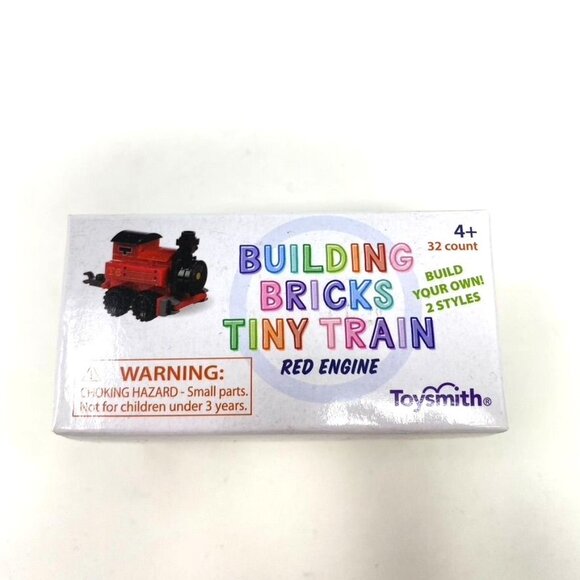 4+
32 count
BUILDING
BRICKS
TINY TRAIN
RED ENGINE
BUILD
YOUR OWN!
2 STYLES
WARNING:
CHOKING HAZARD - Small parts.
Not for children under 3 years.
Toysmith®